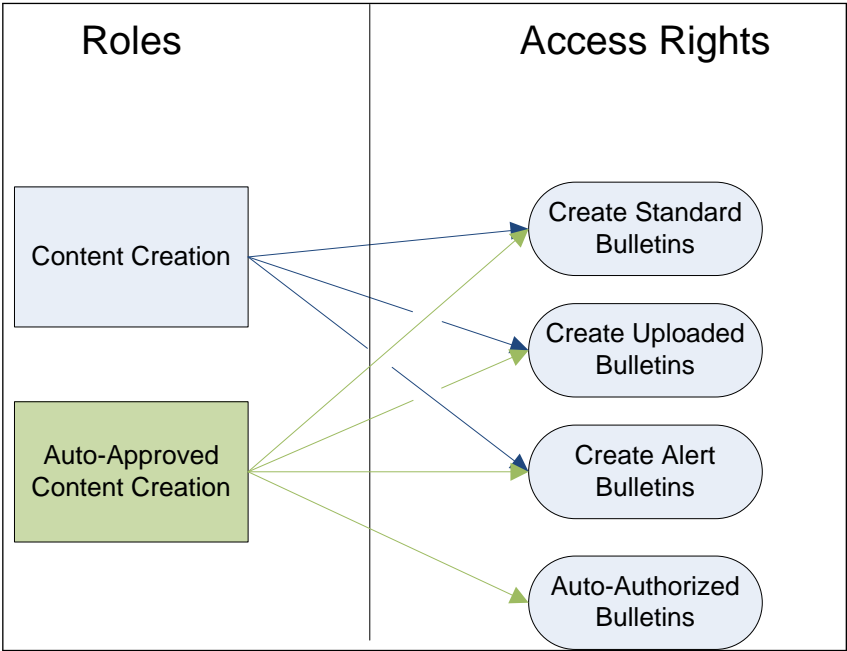 Roles
Access Rights
Content Creation
Auto-Approved
Content Creation
Create Standard
Bulletins
Create Uploaded
Bulletins
Create Alert
Bulletins
Auto-Authorized
Bulletins